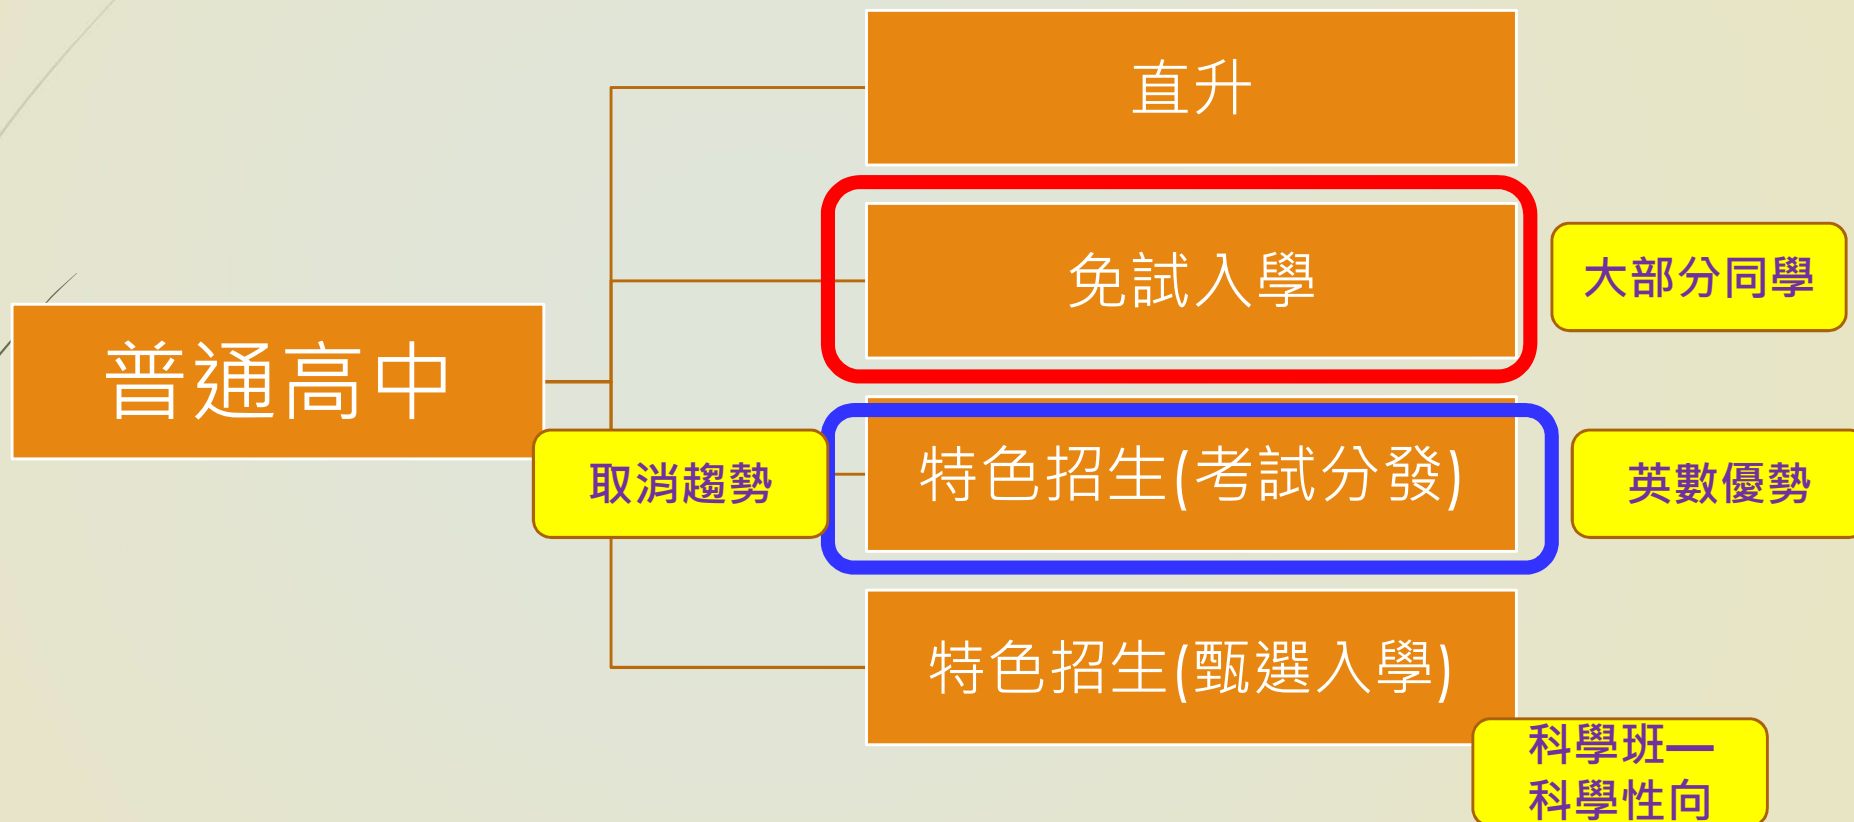 直升
免試入學
大部分同學
普通高中
特色招生(考試分發)
取消趨勢
英數優勢
特色招生(甄選入學)
科學班—
科學性向